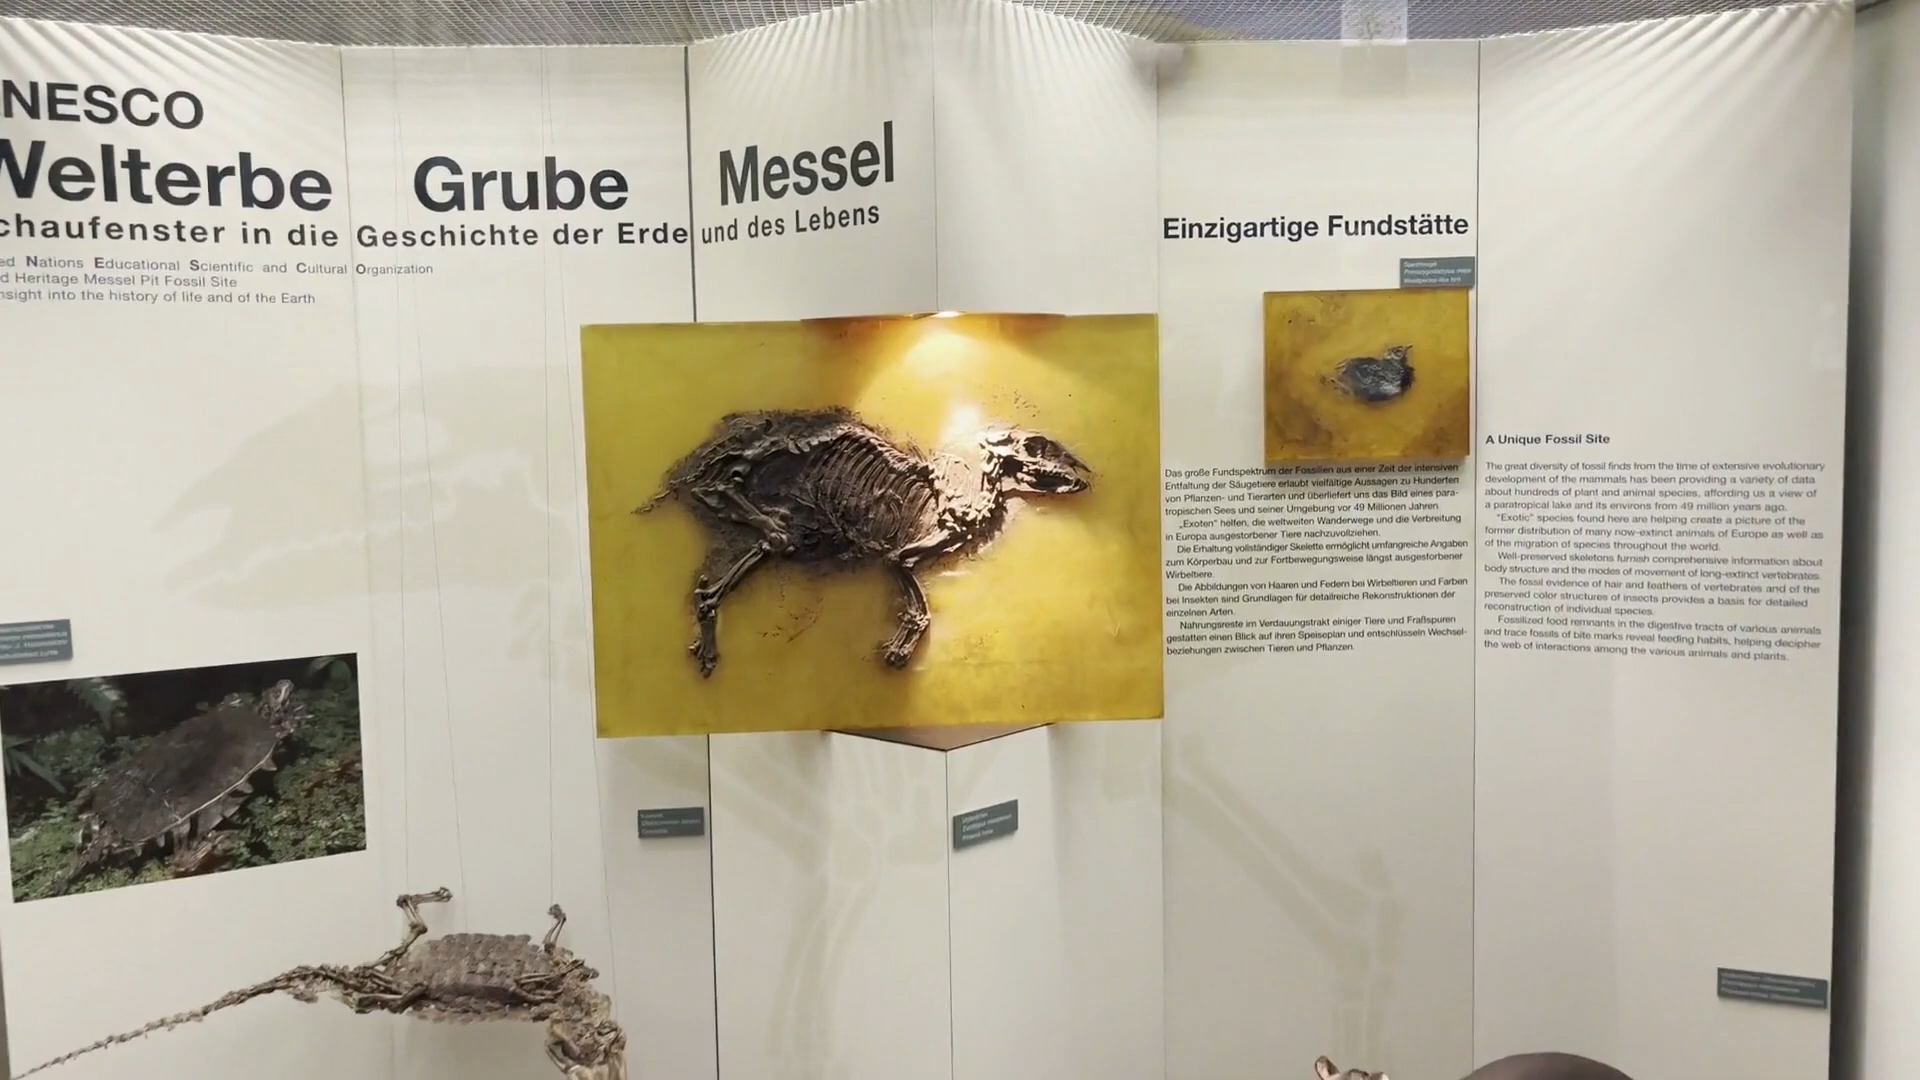 NESCO
Welterbe Grube Messel
chaufenster in die Geschichte der Erde und des Lebens
ed Nations Educational Scientific and Cultural Organization
d Heritage Messel Pit Fossil Site
nsight into the history of life and of the Earth
Einzigartige Fundstätte
Das große Fundspektrum der Fossilien aus einer Zeit der intensiven
Entfaltung der Säugetiere erlaubt vielfältige Aussagen zu Hunderten
von Pflanzen- und Tierarten und überliefert uns das Bild eines para-
tropischen Sees und seiner Umgebung vor 49 Millionen Jahren.
„Exoten“ helfen, die weltweiten Wanderwege und die Verbreitung
in Europa ausgestorbener Tiere nachzuvollziehen.
Die Erhaltung vollständiger Skelette ermöglicht umfangreiche Angaben
zum Körperbau und zur Fortbewegungsweise längst ausgestorbener
Wirbeltiere.
Die Abbildungen von Haaren und Federn bei Wirbeltieren und Farben
bei Insekten sind Grundlagen für detailreiche Rekonstruktionen der
einzelnen Arten.
Nahrungsreste im Verdauungstrakt einiger Tiere und Fraßspuren
gestatten einen Blick auf ihren Speiseplan und entschlüsseln Wechsel-
beziehungen zwischen Tieren und Pflanzen.
A Unique Fossil Site
The great diversity of fossil finds from the time of extensive evolutionary
development of the mammals has been providing a variety of data
about hundreds of plant and animal species, affording us a view of
a paratropical lake and its environs from 49 million years ago.
"Exotic" species found here are helping create a picture of the
former distribution of many now-extinct animals of Europe as well as
of the migration of species throughout the world.
Well-preserved skeletons furnish comprehensive information about
body structure and the modes of movement of long-extinct vertebrates.
The fossil evidence of hair and feathers of vertebrates and of the
preserved color structures of insects provides a basis for detailed
reconstruction of individual species.
Fossilized food remnants in the digestive tracts of various animals
and trace fossils of bite marks reveal feeding habits, helping decipher
the web of interactions among the various animals and plants.